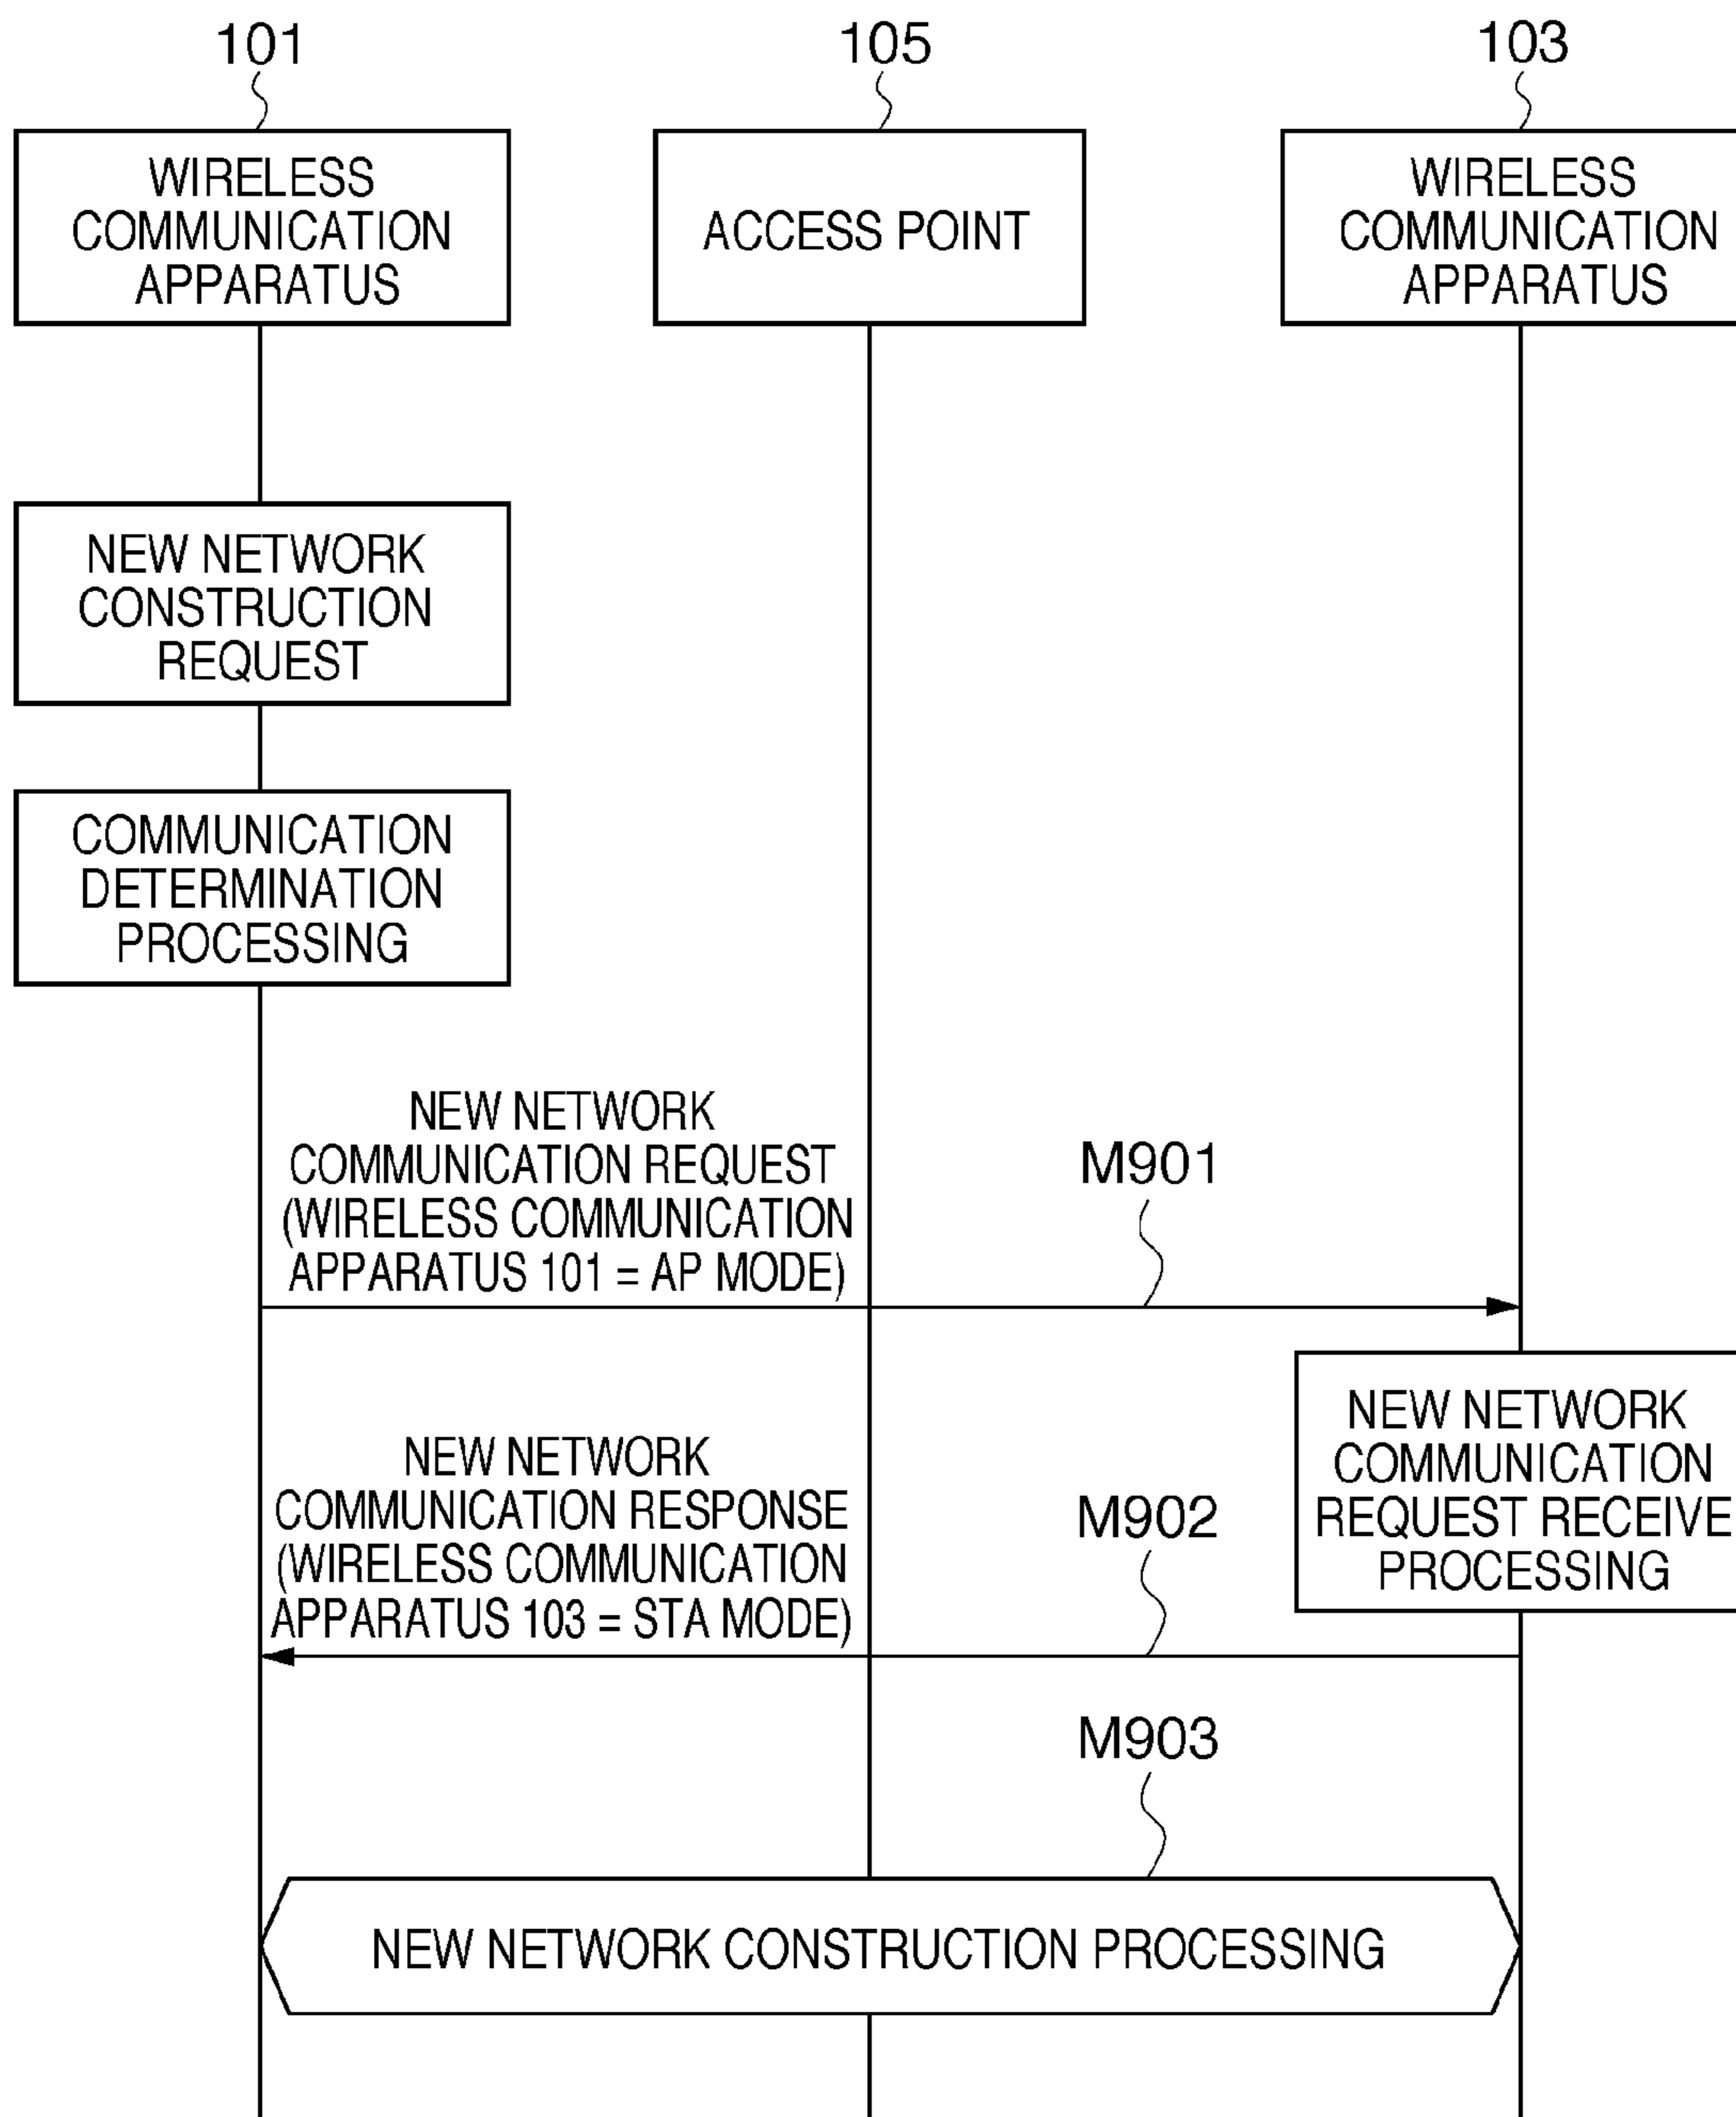 101
105
103
WIRELESS
COMMUNICATION
APPARATUS
ACCESS POINT
WIRELESS
COMMUNICATION
APPARATUS
NEW NETWORK
CONSTRUCTION
REQUEST
COMMUNICATION
DETERMINATION
PROCESSING
NEW NETWORK
COMMUNICATION REQUEST
(WIRELESS COMMUNICATION
APPARATUS 101 = AP MODE)
M901
NEW NETWORK
COMMUNICATION
REQUEST RECEIVE
PROCESSING
NEW NETWORK
COMMUNICATION RESPONSE
(WIRELESS COMMUNICATION
APPARATUS 103 = STA MODE)
M902
M903
NEW NETWORK CONSTRUCTION PROCESSING